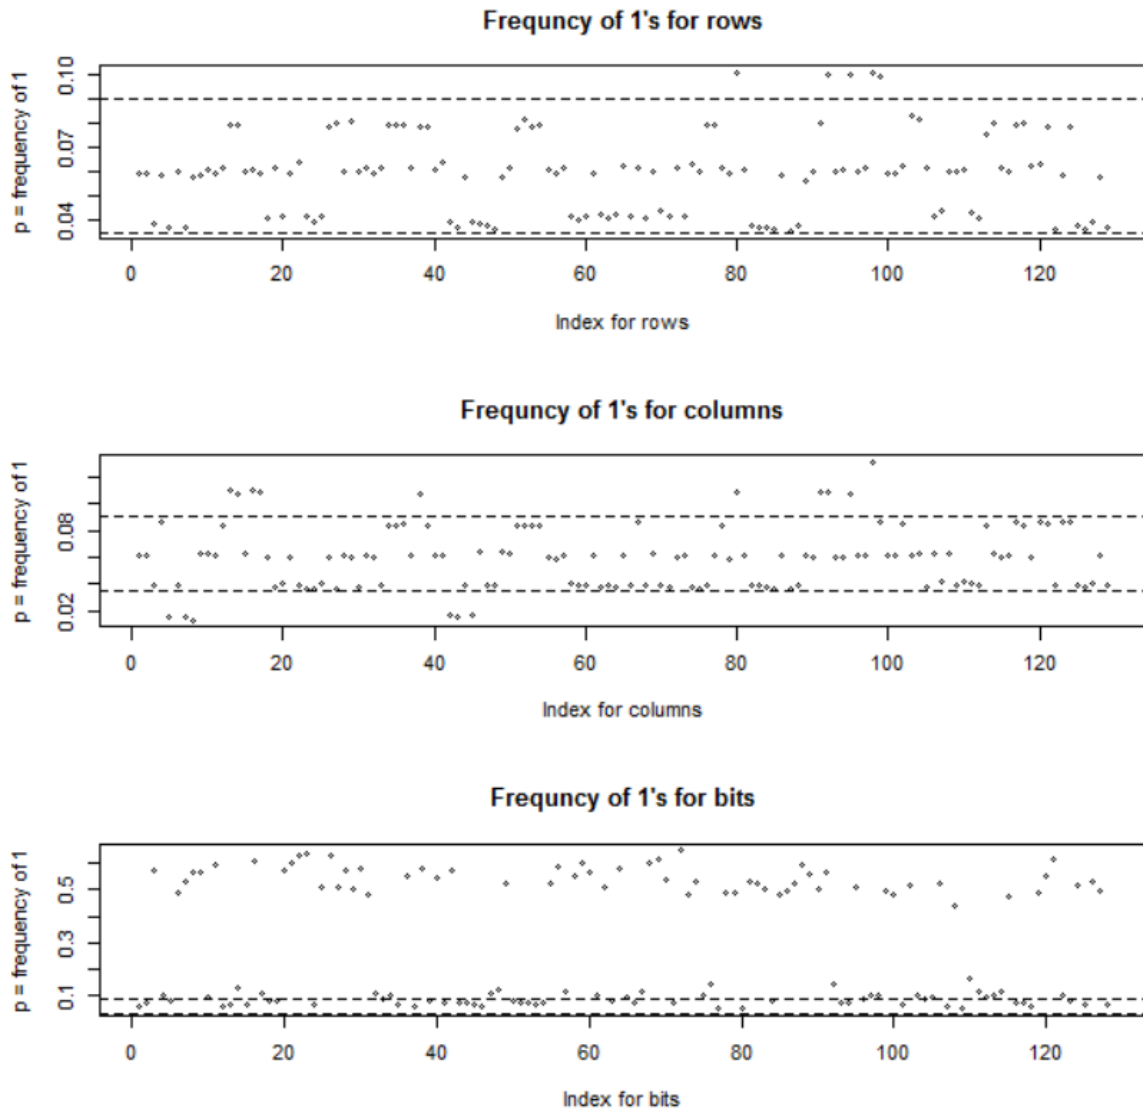 Frequncy of 1's for rows
p = frequency of 1
0.10
0.07
0.04
0 20 40 60 80 100 120
Index for rows
Frequncy of 1's for columns
p = frequency of 1
0.08
0.02
0 20 40 60 80 100 120
Index for columns
Frequncy of 1's for bits
p = frequency of 1
0.5
0.3
0.1
0 20 40 60 80 100 120
Index for bits